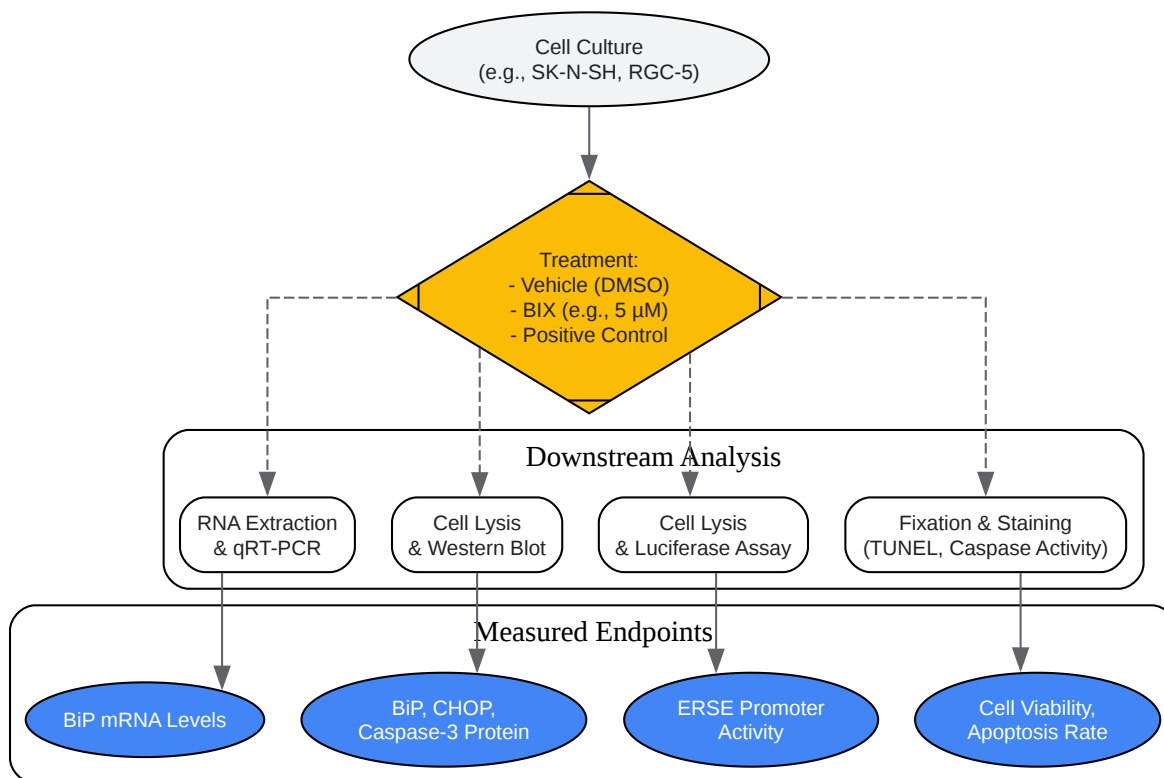 Cell Culture
(e.g., SK-N-SH, RGC-5)
Treatment:
- Vehicle (DMSO)
- BIX (e.g., 5 µM)
- Positive Control
Downstream Analysis
RNA Extraction
& qRT-PCR
Cell Lysis
& Western Blot
Cell Lysis
& Luciferase Assay
Fixation & Staining
(TUNEL, Caspase Activity)
Measured Endpoints
BiP mRNA Levels
BiP, CHOP,
Caspase-3 Protein
ERSE Promoter
Activity
Cell Viability,
Apoptosis Rate